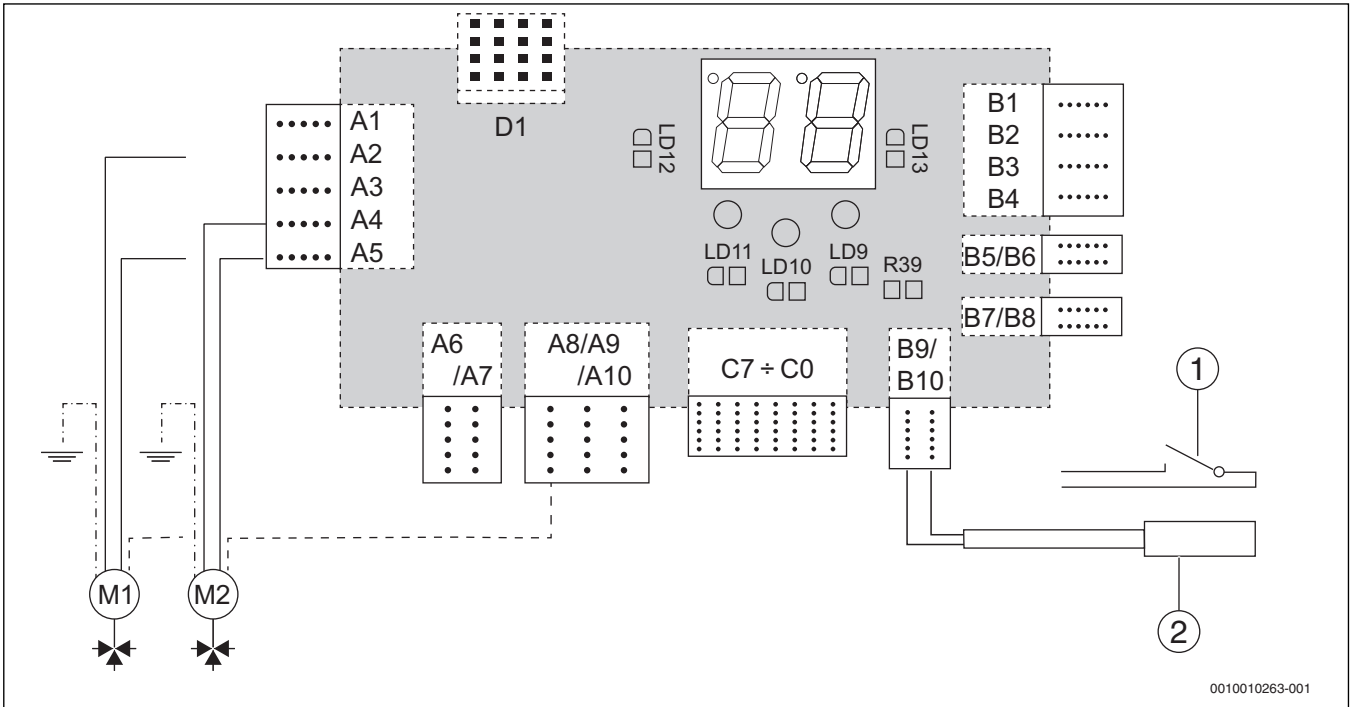 D1
A1
A2
A3
A4
A5
LD12
LD13
B1
B2
B3
B4
LD11
LD10
LD9
R39
B5/B6
B7/B8
A6
/A7
A8/A9
/A10
C7 ÷ C0
B9/
B10
1
M1
M2
2
0010010263-001